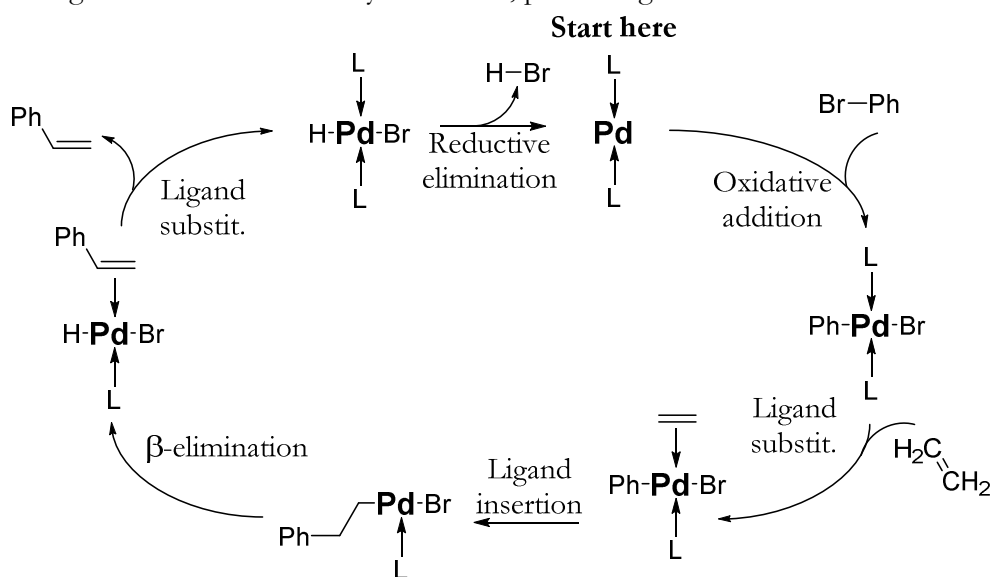 Start here
L
H-Br
L
Br-Ph
Ph
H-Pd-Br
Pd
Reductive
elimination
L
L
Oxidative
addition
Ligand
substit.
Ph
L
H-Pd-Br
Ph-Pd-Br
L
L
Ligand
substit.
H2C
CH2
β-elimination
Ligand
insertion
Ph-Pd-Br
Pd-Br
Ph
L
L